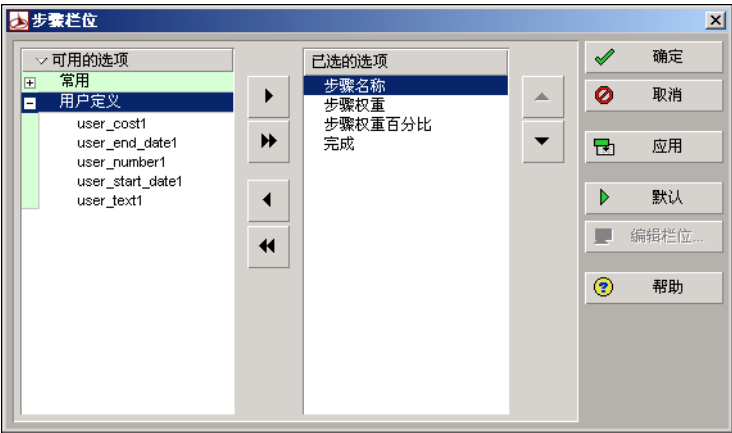 步骤栏位
可用的选项
常用
用户定义
user_cost1
user_end_date1
user_number1
user_start_date1
user_text1
已选的选项
步骤名称
步骤权重
步骤权重百分比
完成
确定
取消
应用
默认
编辑栏位...
帮助